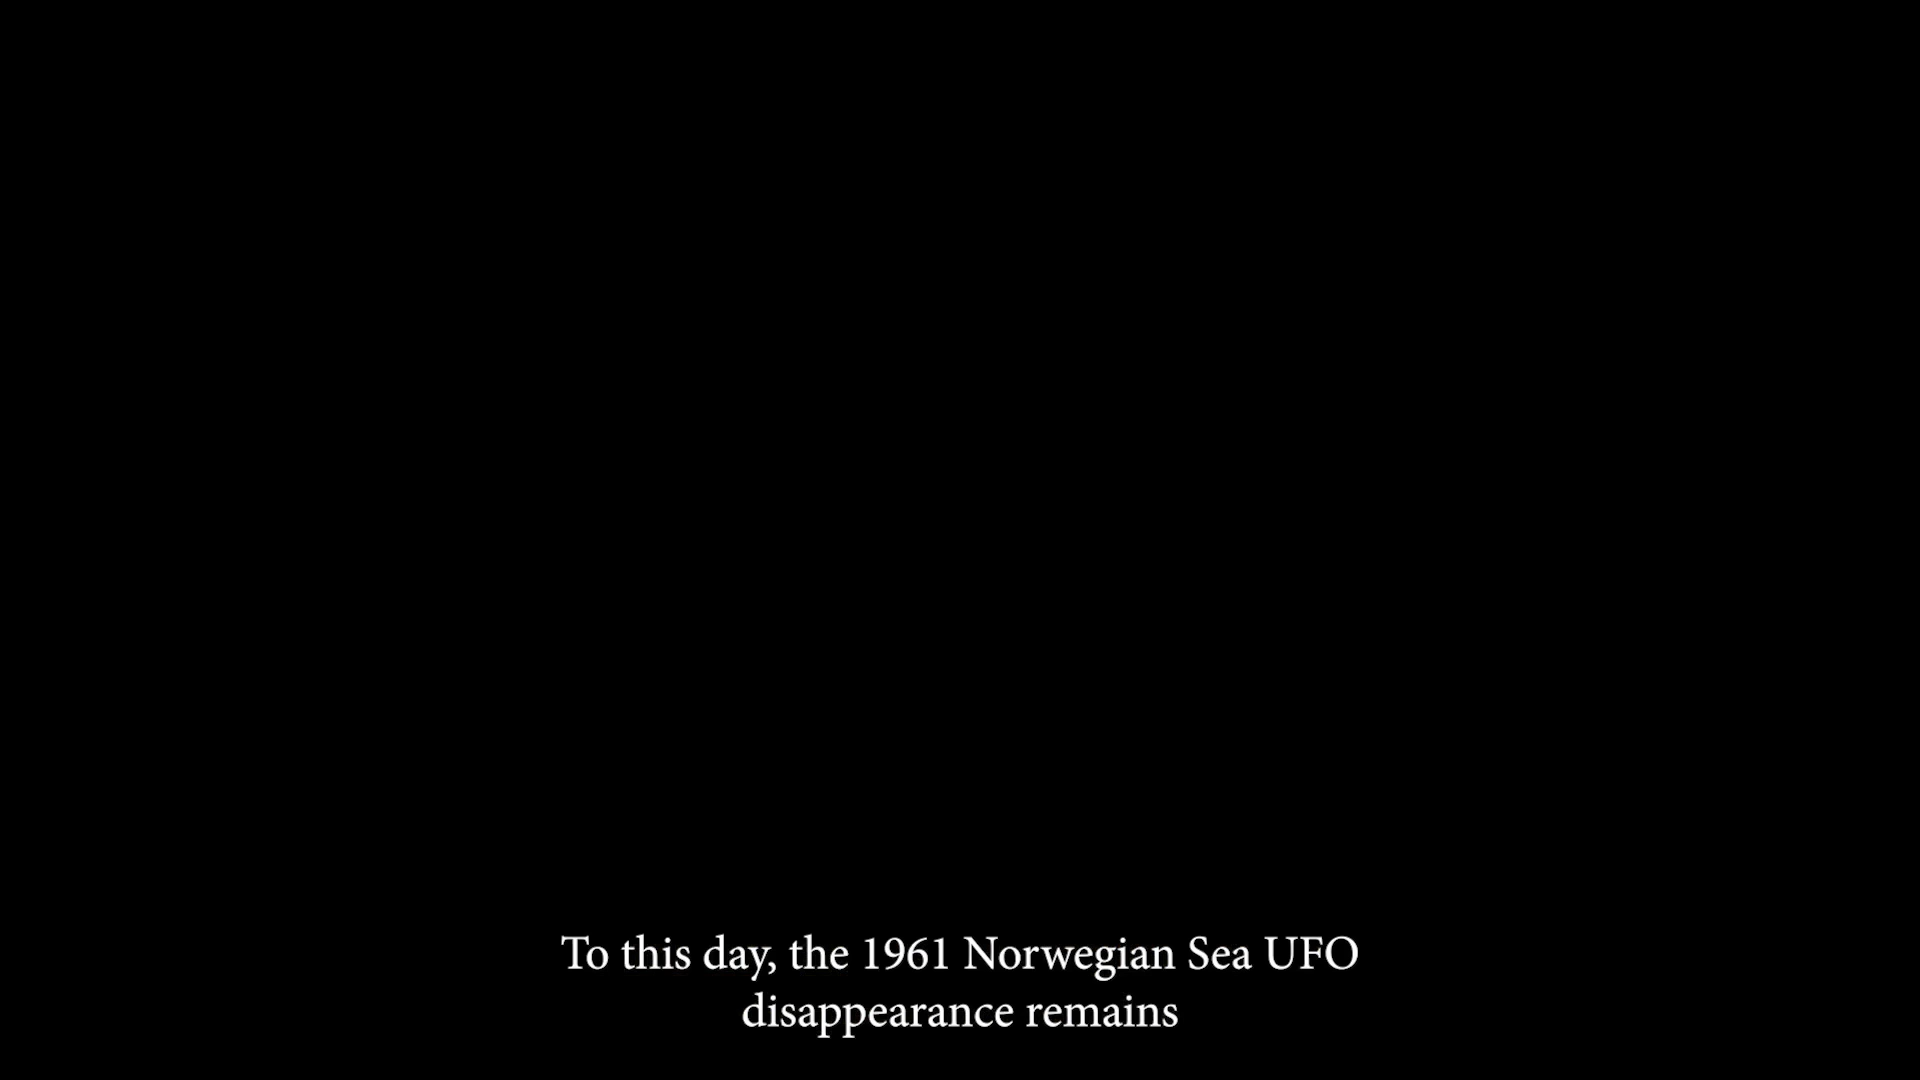 To this day, the 1961 Norwegian Sea UFO
disappearance remains